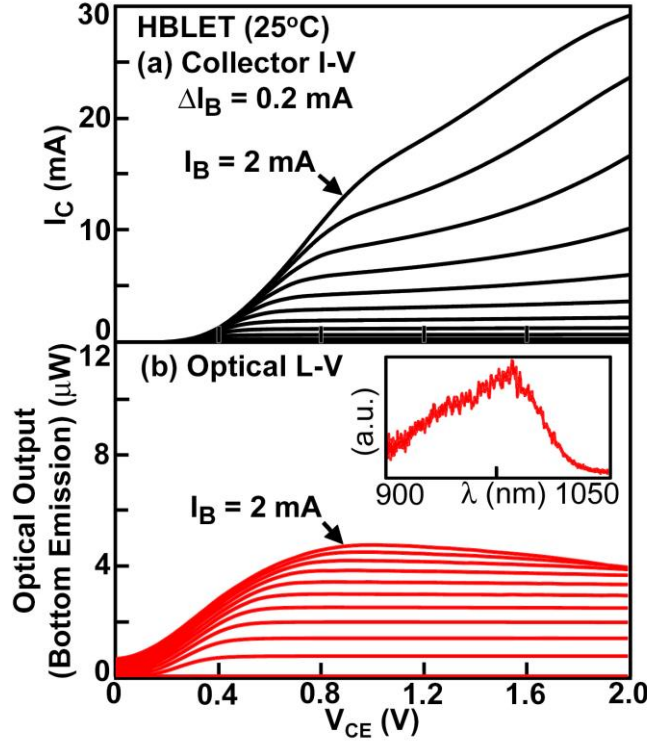 HBLET (25°C)
(a) Collector I-V
ΔI_B = 0.2 mA
I_B = 2 mA
I_C (mA)
30
20
10
0
(b) Optical L-V
I_B = 2 mA
Optical Output
(Bottom Emission) (μW)
12
8
4
0
(a.u.)
900
λ (nm)
1050
0 0.4 0.8 1.2 1.6 2.0
V_CE (V)